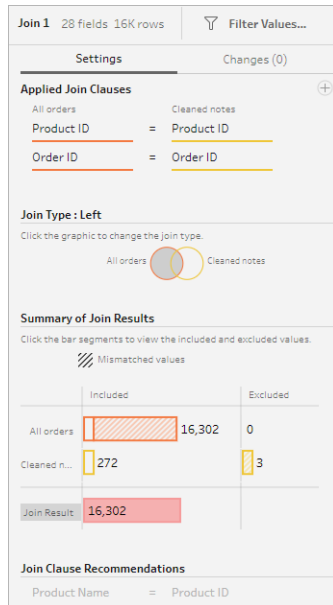 Join 1 28 fields 16K rows Filter Values...
Settings Changes (0)
Applied Join Clauses
All orders Cleaned notes
Product ID = Product ID
Order ID = Order ID
Join Type : Left
Click the graphic to change the join type.
All orders Cleaned notes
Summary of Join Results
Click the bar segments to view the included and excluded values.
Mismatched values
Included Excluded
All orders 16,302 0
Cleaned n... 272 3
Join Result 16,302
Join Clause Recommendations
Product Name = Product ID